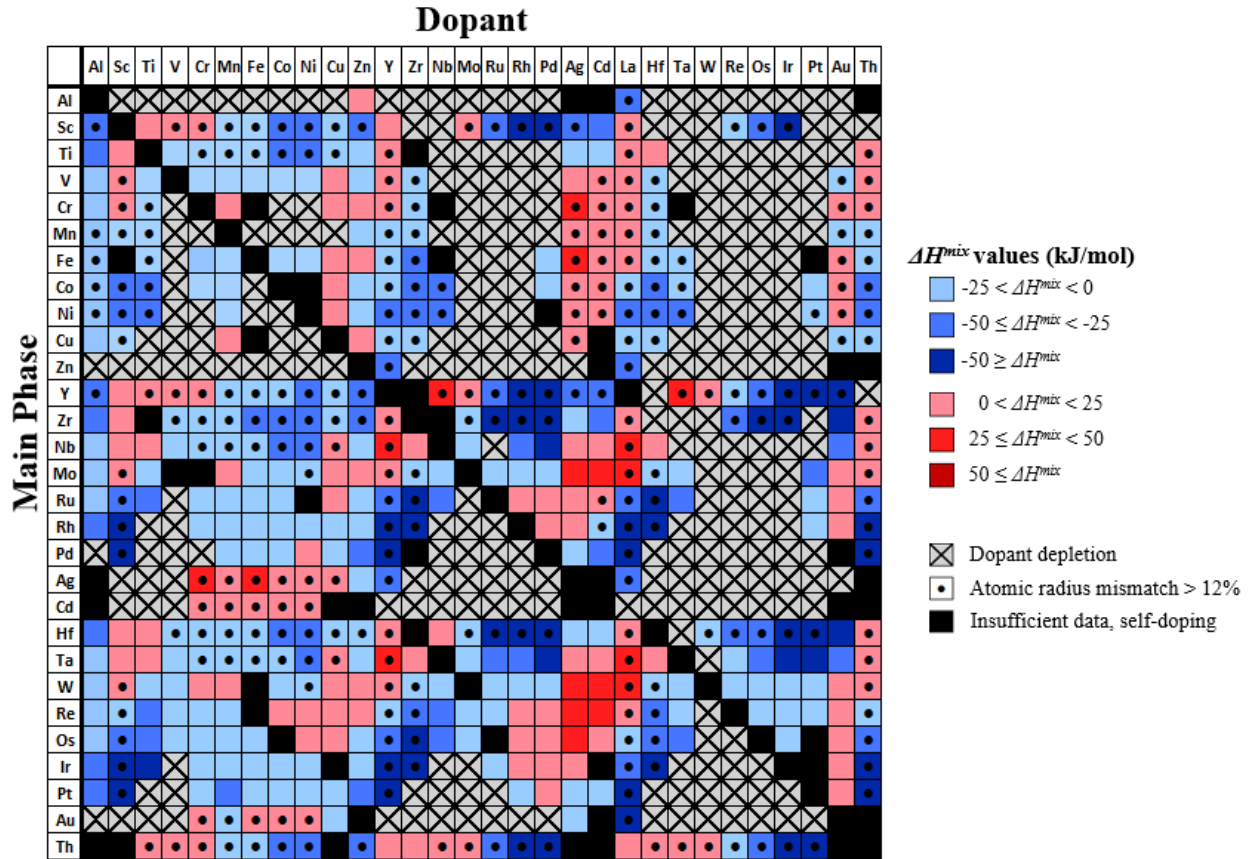 Dopant
Al Sc Ti V Cr Mn Fe Co Ni Cu Zn Y Zr Nb Mo Ru Rh Pd Ag Cd La Hf Ta W Re Os Ir Pt Au Th
Main Phase
Al
Sc
Ti
V
Cr
Mn
Fe
Co
Ni
Cu
Zn
Y
Zr
Nb
Mo
Ru
Rh
Pd
Ag
Cd
Hf
Ta
W
Re
Os
Ir
Pt
Au
Th
ΔH^mix values (kJ/mol)
-25 < ΔH^mix < 0
-50 ≤ ΔH^mix < -25
-50 ≥ ΔH^mix
0 < ΔH^mix < 25
25 ≤ ΔH^mix < 50
50 ≤ ΔH^mix
Dopant depletion
Atomic radius mismatch > 12%
Insufficient data, self-doping